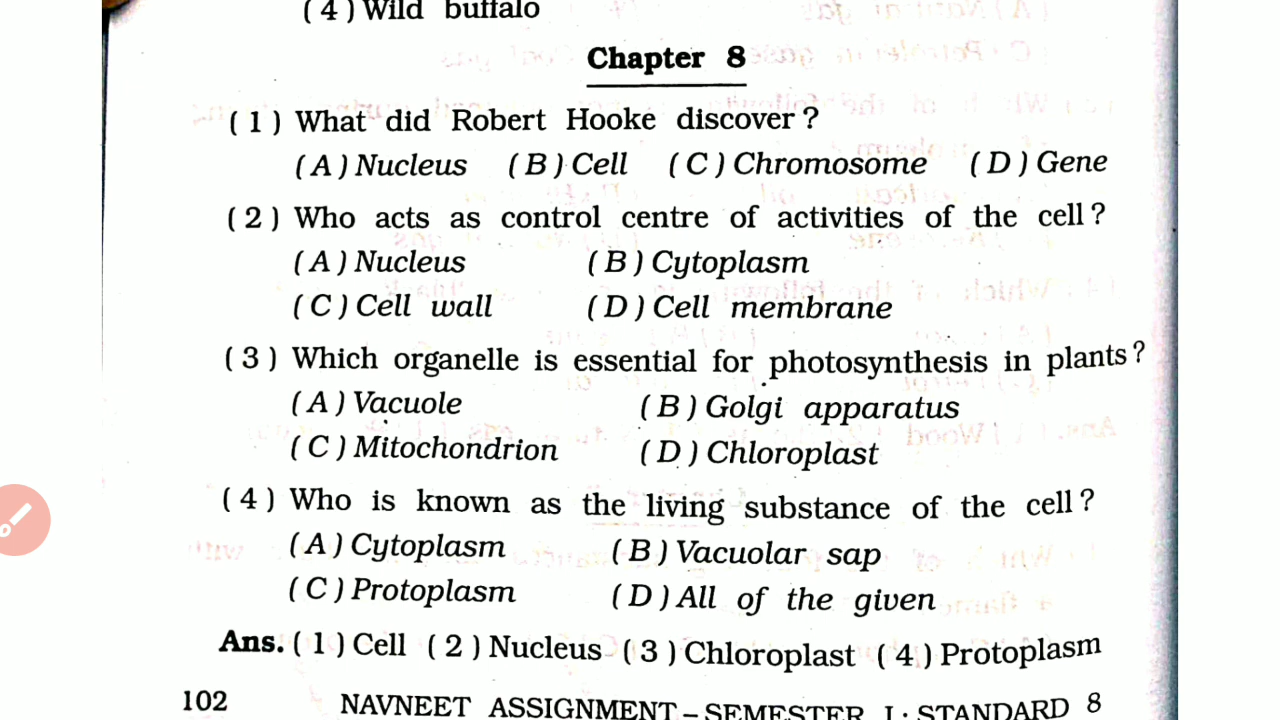 ( 4 ) Wild buffalo
Chapter 8
( 1 ) What did Robert Hooke discover ?
( A ) Nucleus ( B ) Cell ( C ) Chromosome ( D ) Gene
( 2 ) Who acts as control centre of activities of the cell ?
( A ) Nucleus ( B ) Cytoplasm
( C ) Cell wall ( D ) Cell membrane
( 3 ) Which organelle is essential for photosynthesis in plants ?
( A ) Vacuole ( B ) Golgi apparatus
( C ) Mitochondrion ( D ) Chloroplast
( 4 ) Who is known as the living substance of the cell ?
( A ) Cytoplasm ( B ) Vacuolar sap
( C ) Protoplasm ( D ) All of the given
Ans. ( 1 ) Cell ( 2 ) Nucleus ( 3 ) Chloroplast ( 4 ) Protoplasm
102 NAVNEET ASSIGNMENT – SEMESTER I : STANDARD 8